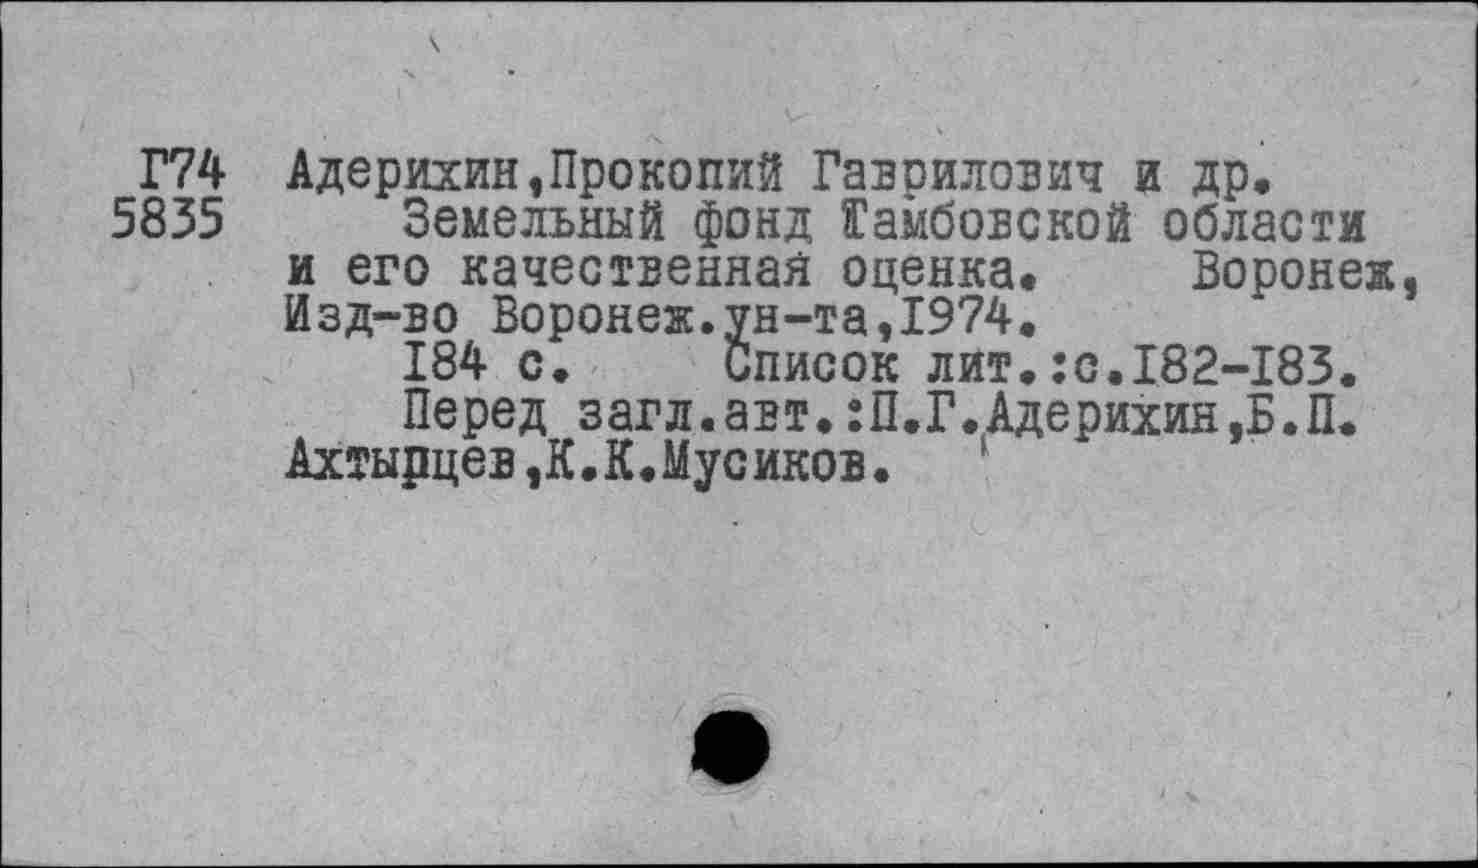 Г74 Адерихин,Прокопий Гаврилович и др.
5835 Земельный фонд Тамбовской области
и его качественная оценка. Воронеж,
Изд-во Воронеж.ун-та,1974.
184 с. Список лит.:с.182-183.
Перед загл.авт.:П.Г.Адерихин,Б.П.
Ахтырцев,К.К.Мусиков.